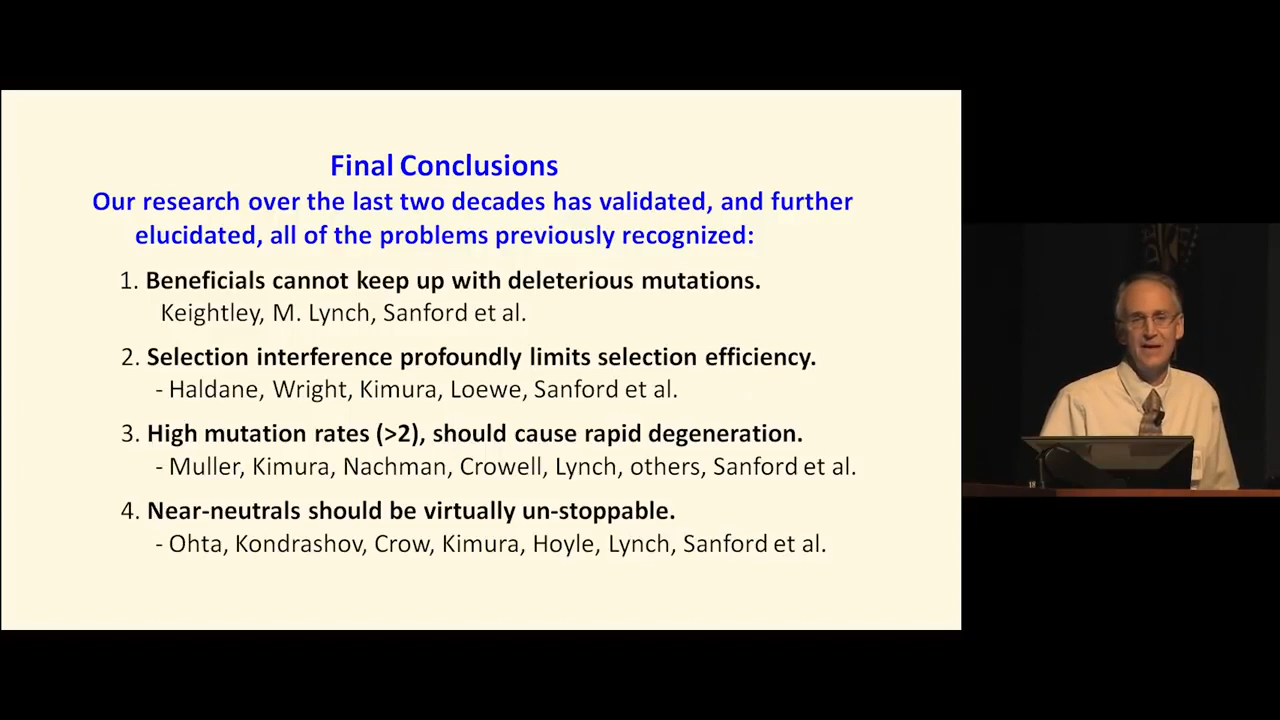 Final Conclusions
Our research over the last two decades has validated, and further
elucidated, all of the problems previously recognized:
1. Beneficials cannot keep up with deleterious mutations.
Keightley, M. Lynch, Sanford et al.
2. Selection interference profoundly limits selection efficiency.
- Haldane, Wright, Kimura, Loewe, Sanford et al.
3. High mutation rates (>2), should cause rapid degeneration.
- Muller, Kimura, Nachman, Crowell, Lynch, others, Sanford et al.
4. Near-neutrals should be virtually un-stoppable.
- Ohta, Kondrashov, Crow, Kimura, Hoyle, Lynch, Sanford et al.